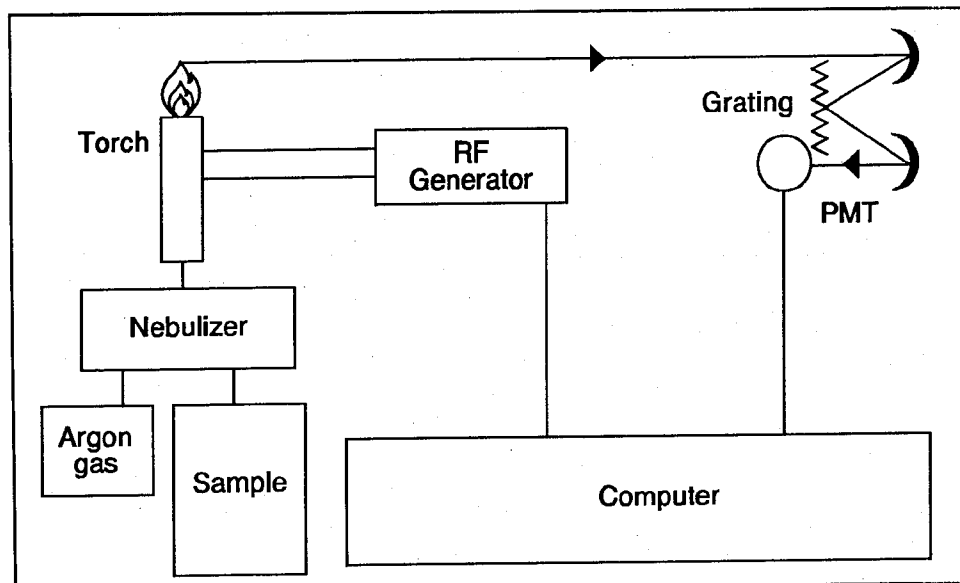 Torch
Grating
RF
Generator
PMT
Nebulizer
Argon
gas
Sample
Computer